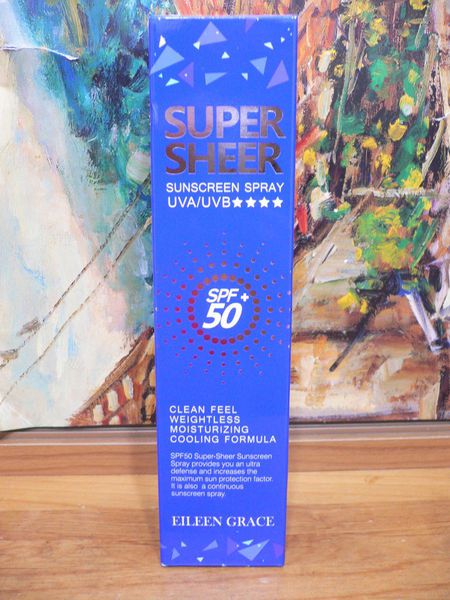 SUPER
SHEER
SUNSCREEN SPRAY
UVA/UVB★★★★
SPF+
50
CLEAN FEEL
WEIGHTLESS
MOISTURIZING
COOLING FORMULA
SPF50 Super-Sheer Sunscreen
Spray provides you an ultra
defense and increases the
maximum sun protection factor.
It is also a continuous
sunscreen spray.
EILEEN GRACE